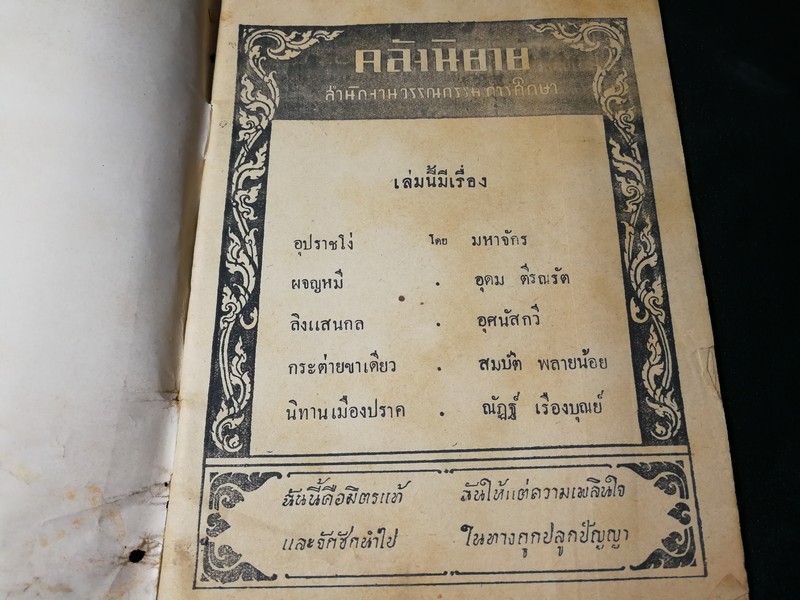 คลังนิยาย
สำนักงานวรรณกรรมการศึกษา
เล่มนี้มีเรื่อง
อุปราชโง่ โดย มหาจักร
ผจญหมี . อุดม ตีรณรัต
ลิงแสนกล . อุศนัสกวี
กระต่ายขาเดียว . สมบัติ พลายน้อย
นิทานเมืองปราค . ณัฏฐ์ เรืองบุณย์
ฉันนี้คือมิตรแท้ ฉันให้แต่ความเพลินใจ
และจักชักนำไป ในทางถูกปลูกปัญญา